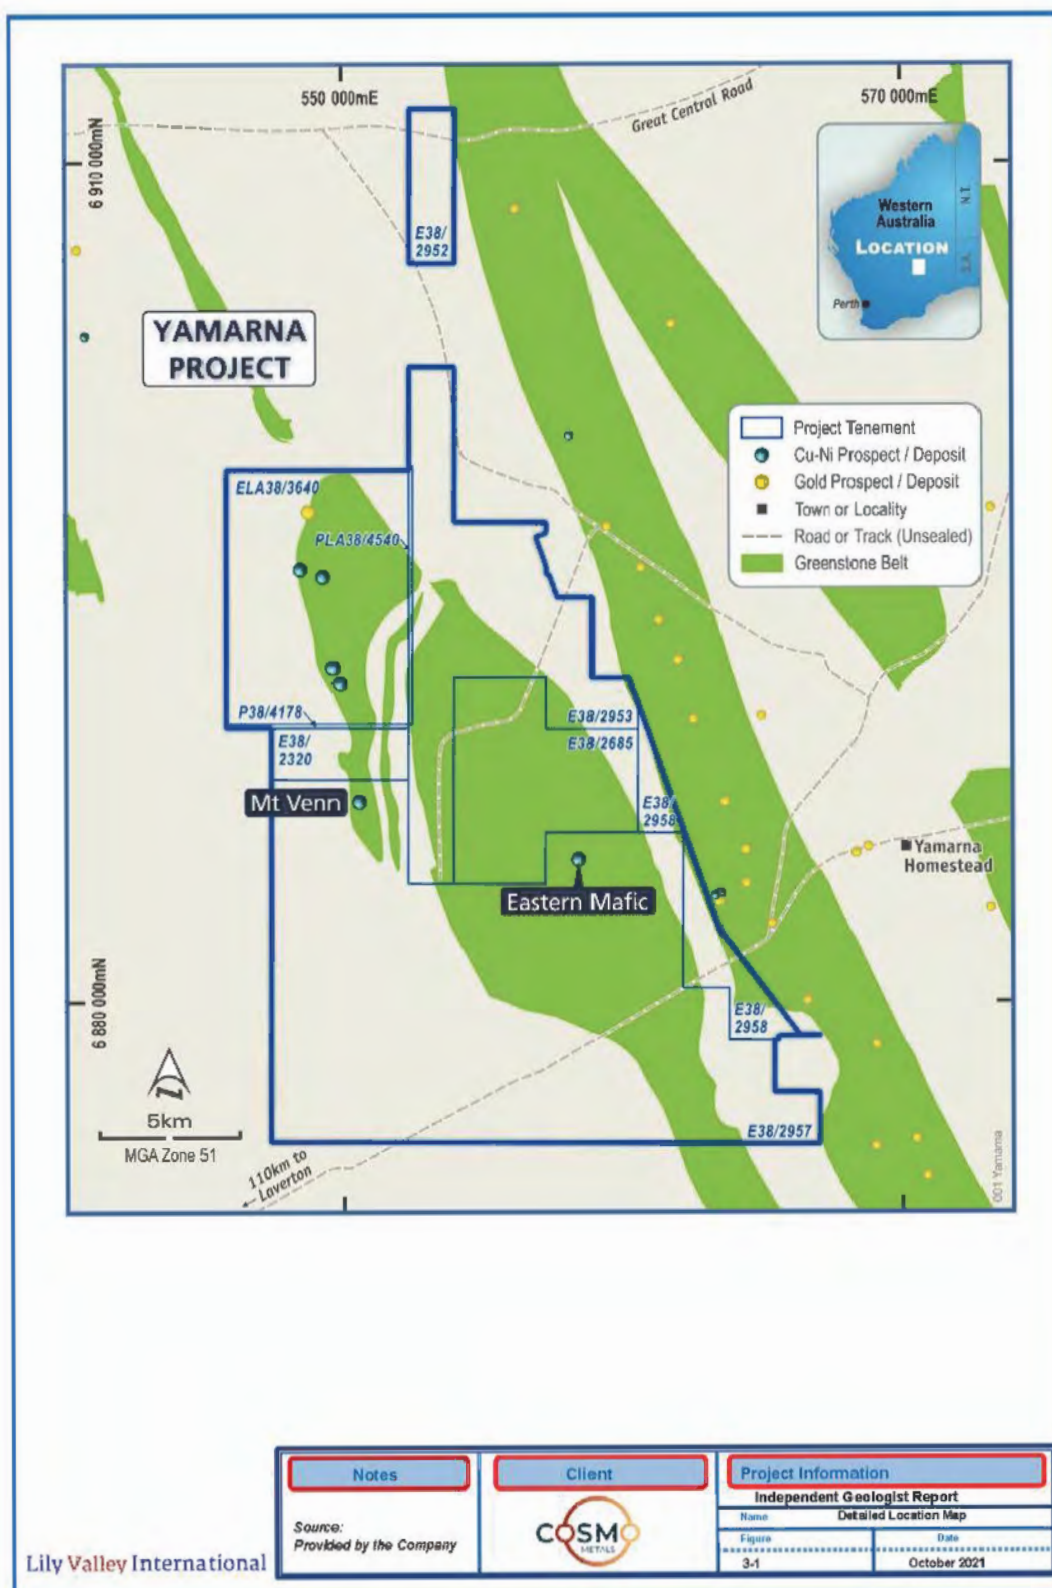 550 000mE
570 000mE
Great Central Road
6 910 000mN
E38/
2952
YAMARNA
PROJECT
Western
Australia
LOCATION
Perth
N.T.
S.A.
Project Tenement
Cu-Ni Prospect / Deposit
Gold Prospect / Deposit
Town or Locality
Road or Track (Unsealed)
Greenstone Belt
ELA38/3640
PLA38/4540
P38/4178
E38/
2320
E38/2953
E38/2685
Mt Venn
E38/
2958
Yamarna
Homestead
Eastern Mafic
6 880 000mN
E38/
2958
5km
MGA Zone 51
E38/2957
110km to
Laverton
001 Yamarna
Notes
Client
Project Information
Source:
Provided by the Company
COSMO
METALS
Independent Geologist Report
Name
Detailed Location Map
Figure
Date
3-1
October 2021
Lily Valley International